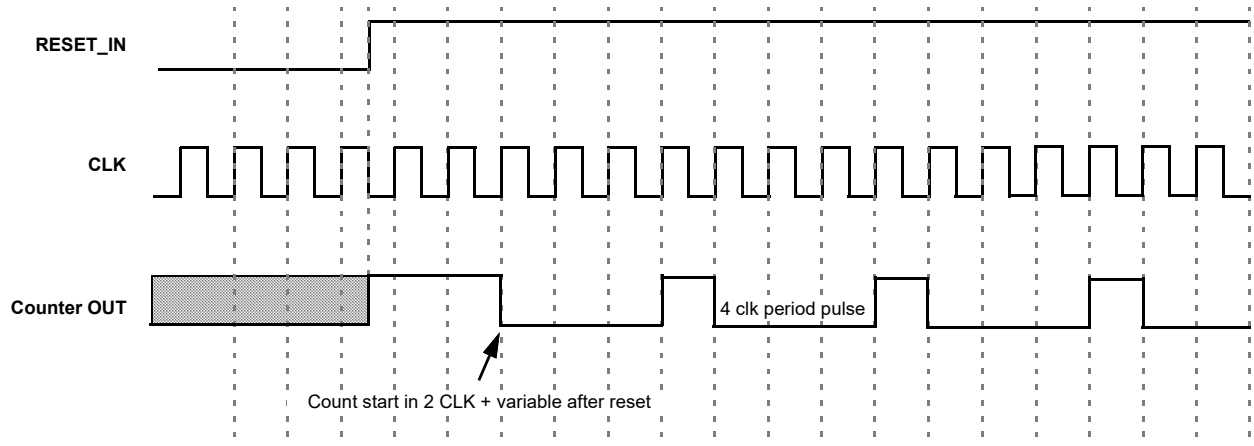 RESET_IN
CLK
Counter OUT
4 clk period pulse
Count start in 2 CLK + variable after reset